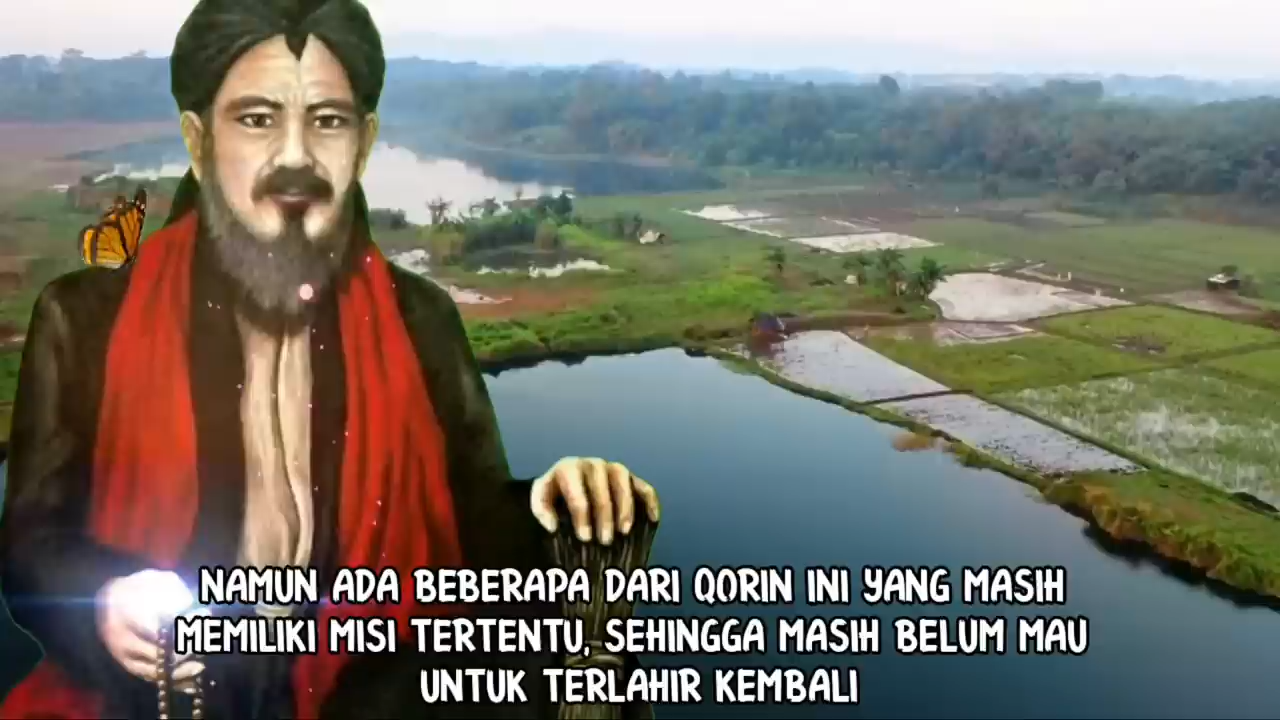 NAMUN ADA BEBERAPA DARI QORIN INI YANG MASIH
MEMILIKI MISI TERTENTU, SEHINGGA MASIH BELUM MAU
UNTUK TERLAHIR KEMBALI